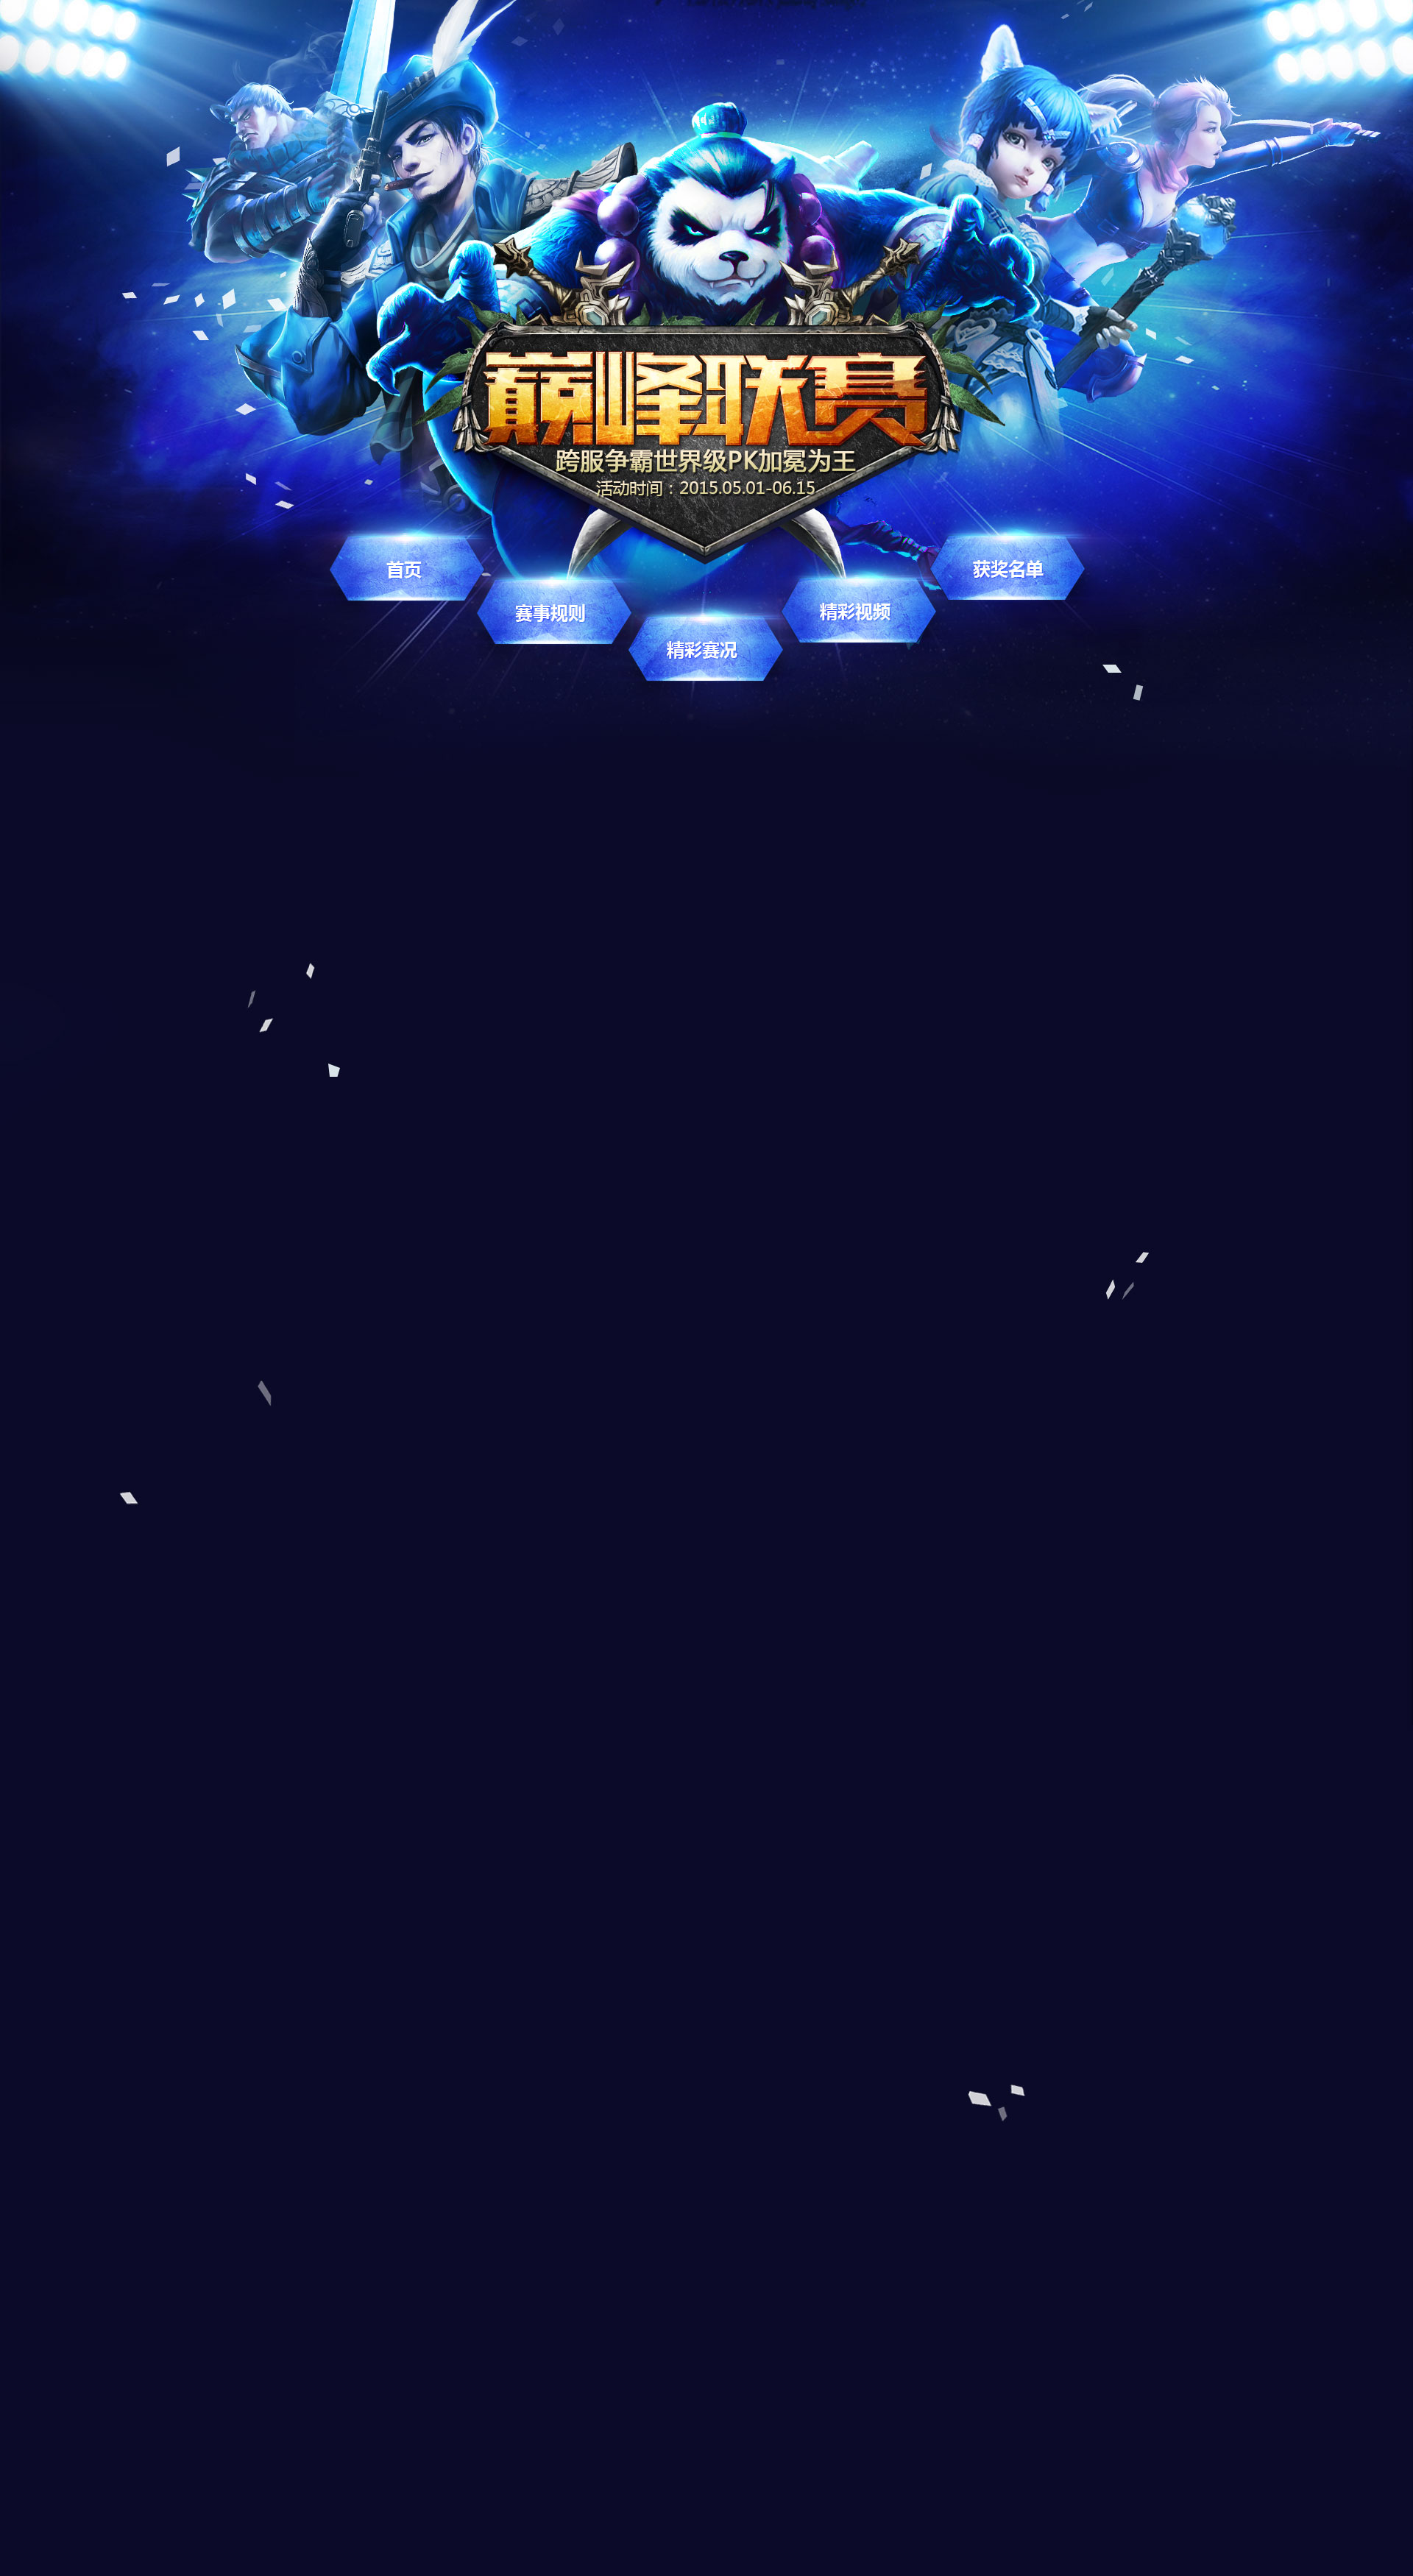 巅峰联赛
跨服争霸世界级PK加冕为王
活动时间：2015.05.01-06.15
首页
赛事规则
精彩赛况
精彩视频
获奖名单